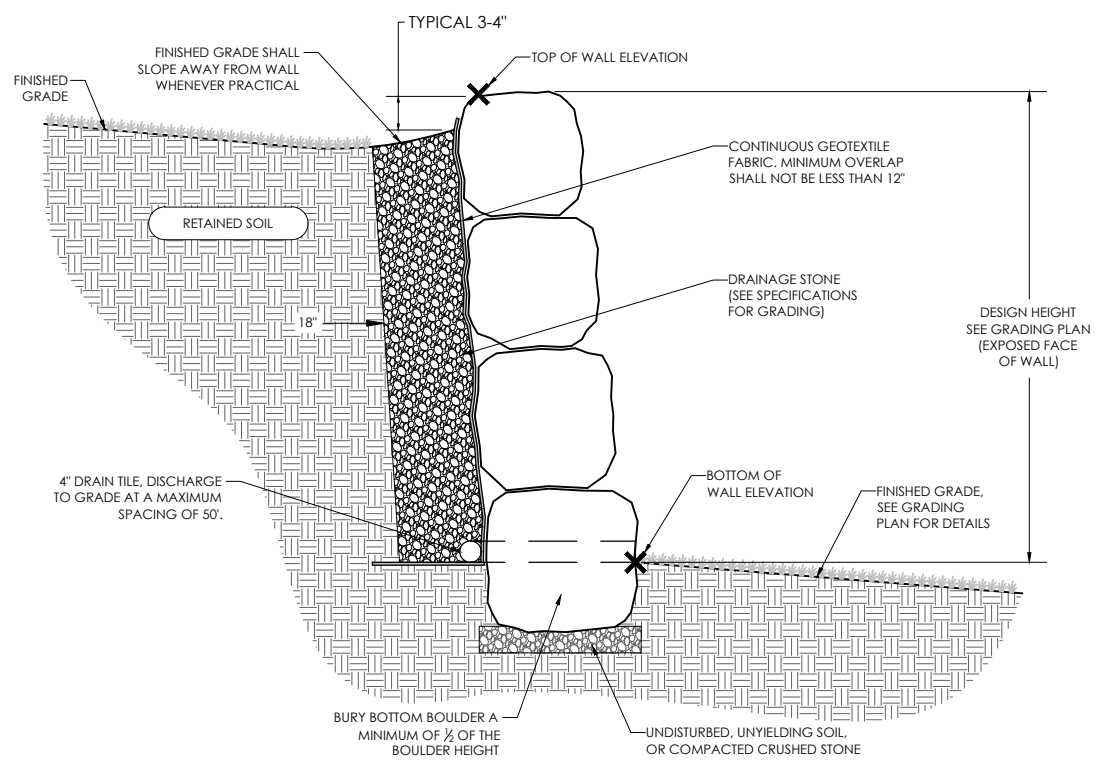 TYPICAL 3-4"
FINISHED GRADE SHALL
SLOPE AWAY FROM WALL
WHENEVER PRACTICAL
TOP OF WALL ELEVATION
FINISHED
GRADE
CONTINUOUS GEOTEXTILE
FABRIC. MINIMUM OVERLAP
SHALL NOT BE LESS THAN 12"
RETAINED SOIL
DRAINAGE STONE
(SEE SPECIFICATIONS
FOR GRADING)
18"
DESIGN HEIGHT
SEE GRADING PLAN
(EXPOSED FACE
OF WALL)
4" DRAIN TILE, DISCHARGE
TO GRADE AT A MAXIMUM
SPACING OF 50'.
BOTTOM OF
WALL ELEVATION
FINISHED GRADE,
SEE GRADING
PLAN FOR DETAILS
BURY BOTTOM BOULDER A
MINIMUM OF ½ OF THE
BOULDER HEIGHT
UNDISTURBED, UNYIELDING SOIL,
OR COMPACTED CRUSHED STONE